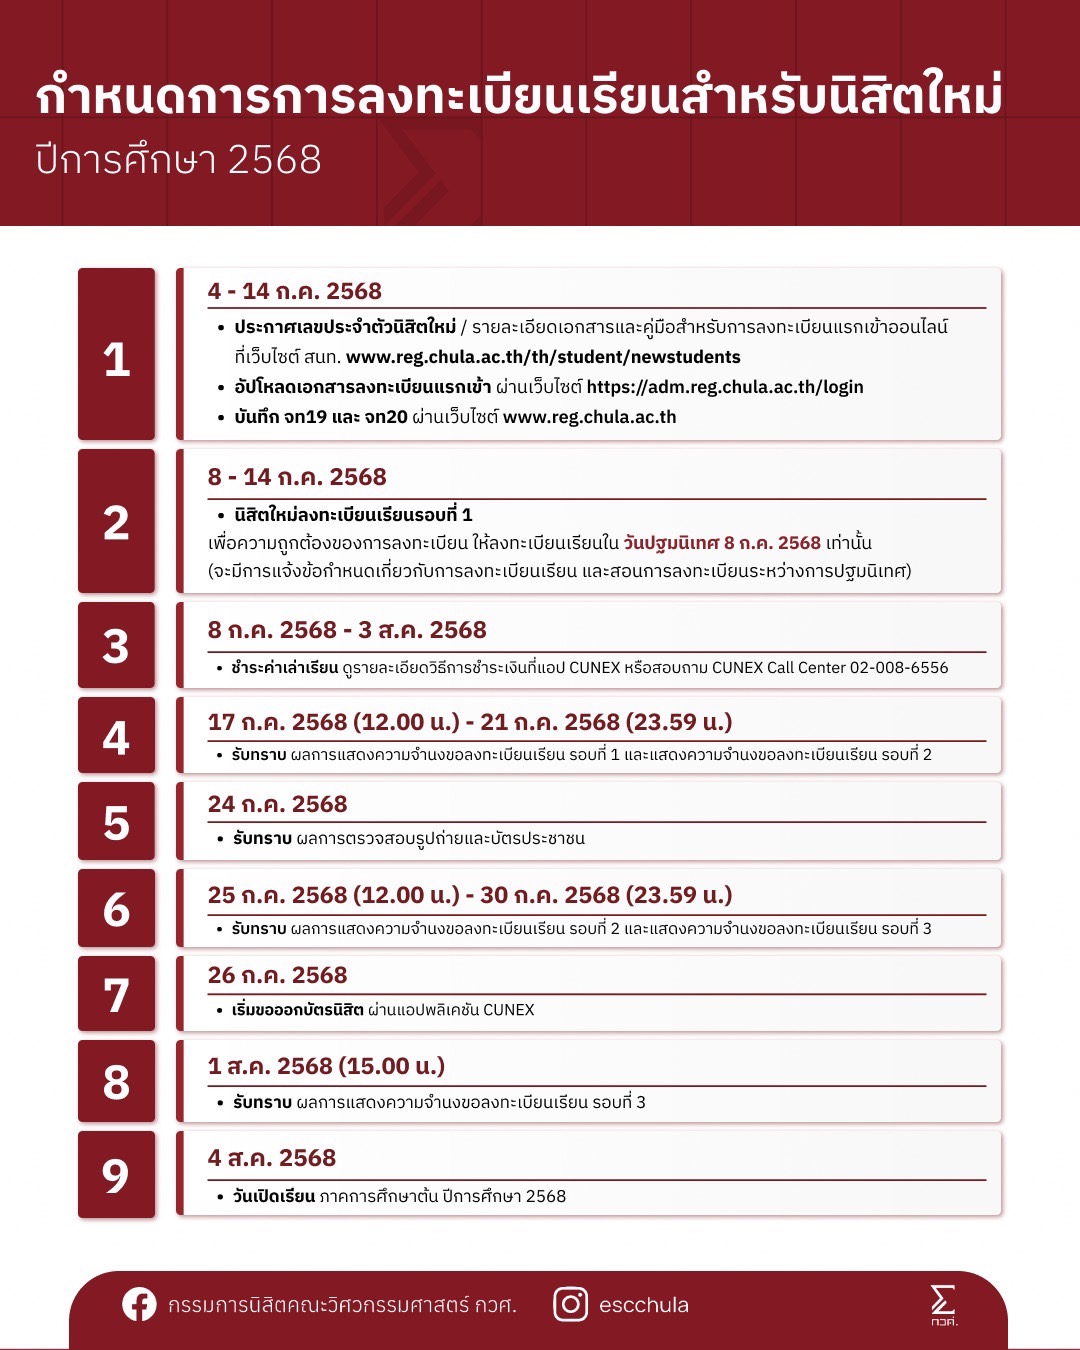 กำหนดการการลงทะเบียนเรียนสำหรับนิสิตใหม่
ปีการศึกษา 2568
1
4 - 14 ก.ค. 2568
• ประกาศเลขประจำตัวนิสิตใหม่ / รายละเอียดเอกสารและคู่มือสำหรับการลงทะเบียนแรกเข้าออนไลน์
ที่เว็บไซต์ สนท. www.reg.chula.ac.th/th/student/newstudents
• อัปโหลดเอกสารลงทะเบียนแรกเข้า ผ่านเว็บไซต์ https://adm.reg.chula.ac.th/login
• บันทึก จท19 และ จท20 ผ่านเว็บไซต์ www.reg.chula.ac.th
2
8 - 14 ก.ค. 2568
• นิสิตใหม่ลงทะเบียนเรียนรอบที่ 1
เพื่อความถูกต้องของการลงทะเบียน ให้ลงทะเบียนเรียนใน วันปฐมนิเทศ 8 ก.ค. 2568 เท่านั้น
(จะมีการแจ้งข้อกำหนดเกี่ยวกับการลงทะเบียนเรียน และสอนการลงทะเบียนระหว่างการปฐมนิเทศ)
3
8 ก.ค. 2568 - 3 ส.ค. 2568
• ชำระค่าเล่าเรียน ดูรายละเอียดวิธีการชำระเงินที่แอป CUNEX หรือสอบถาม CUNEX Call Center 02-008-6556
4
17 ก.ค. 2568 (12.00 น.) - 21 ก.ค. 2568 (23.59 น.)
• รับทราบ ผลการแสดงความจำนงขอลงทะเบียนเรียน รอบที่ 1 และแสดงความจำนงขอลงทะเบียนเรียน รอบที่ 2
5
24 ก.ค. 2568
• รับทราบ ผลการตรวจสอบรูปถ่ายและบัตรประชาชน
6
25 ก.ค. 2568 (12.00 น.) - 30 ก.ค. 2568 (23.59 น.)
• รับทราบ ผลการแสดงความจำนงขอลงทะเบียนเรียน รอบที่ 2 และแสดงความจำนงขอลงทะเบียนเรียน รอบที่ 3
7
26 ก.ค. 2568
• เริ่มขอออกบัตรนิสิต ผ่านแอปพลิเคชัน CUNEX
8
1 ส.ค. 2568 (15.00 น.)
• รับทราบ ผลการแสดงความจำนงขอลงทะเบียนเรียน รอบที่ 3
9
4 ส.ค. 2568
• วันเปิดเรียน ภาคการศึกษาต้น ปีการศึกษา 2568
กรรมการนิสิตคณะวิศวกรรมศาสตร์ กวศ.
escchula
กวศ.